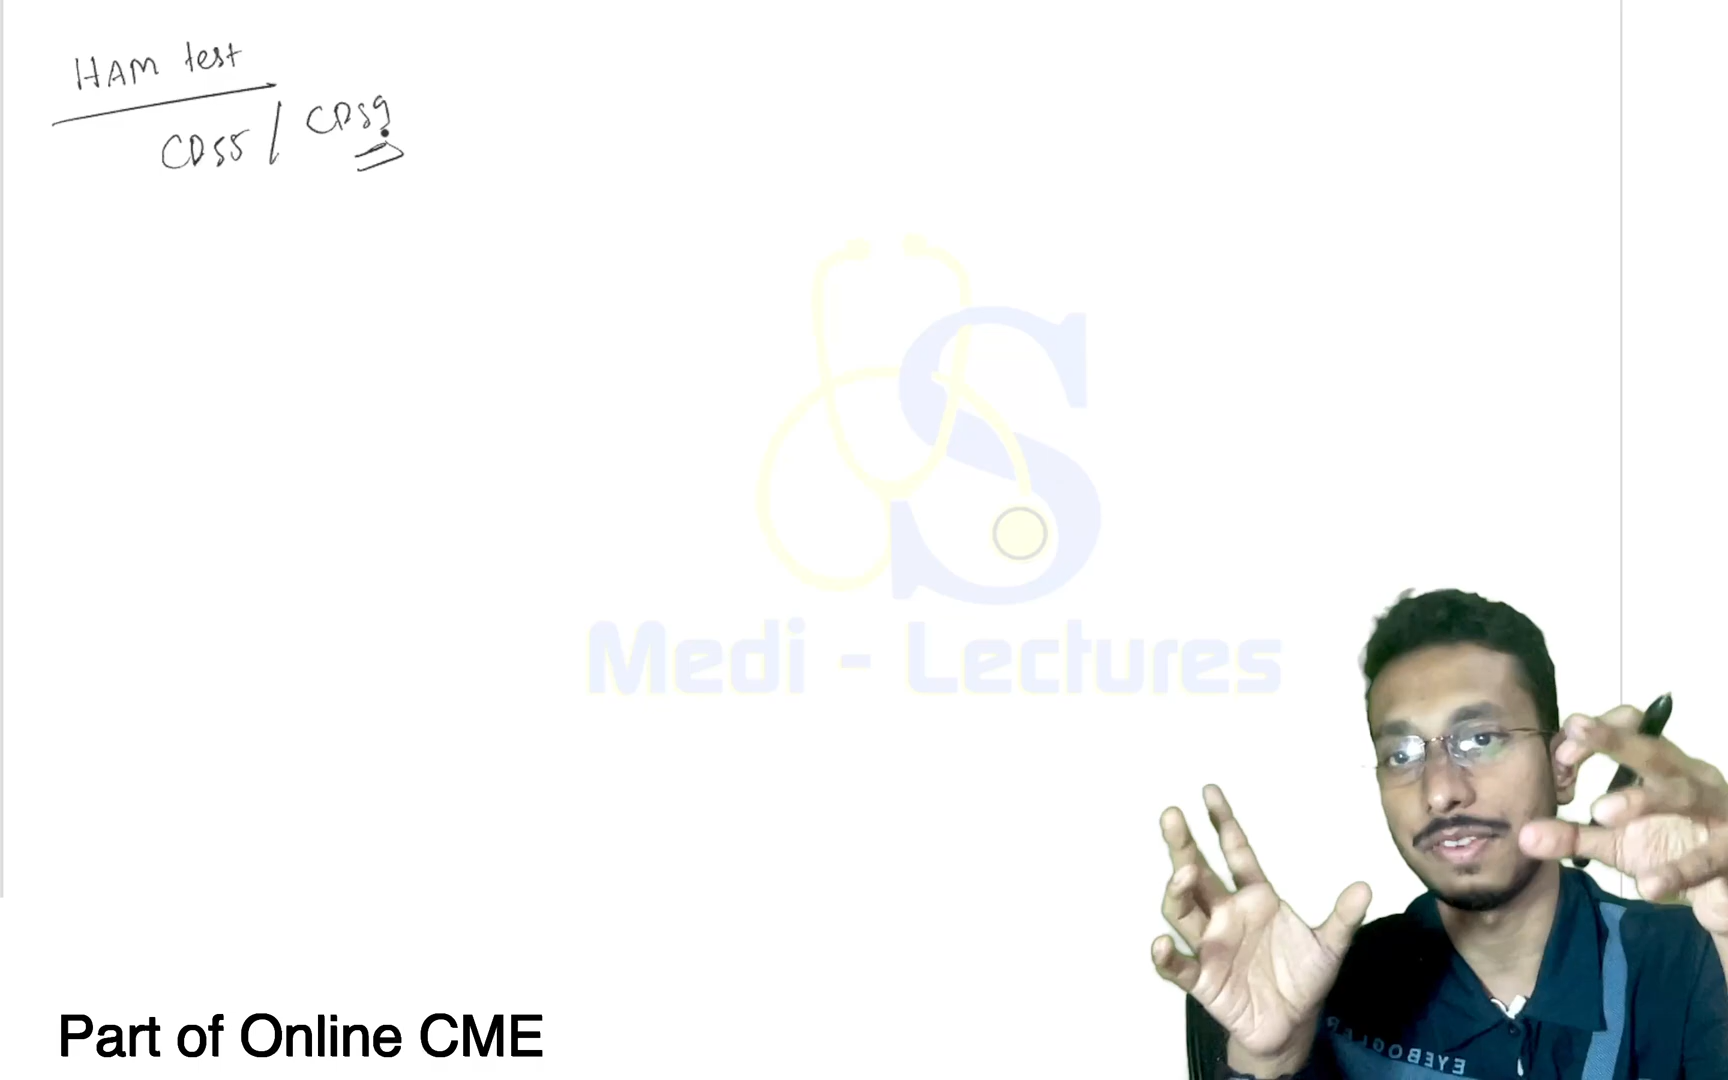 HAM test
CD55 / CD59
Medi - Lectures
Part of Online CME